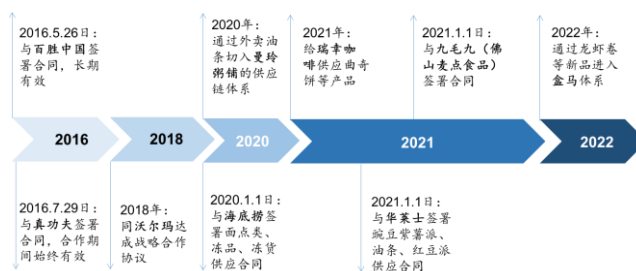 2016.5.26日：
与百胜中国签
署合同，长期
有效
2020年：
通过外卖油
条切入曼玲
粥铺的供应
链体系
2021年：
给瑞幸咖
啡供应曲奇
饼等产品
2021.1.1日：
与九毛九（佛
山麦点食品）
签署合同
2022年：
通过龙虾卷
等新品进入
盒马体系
2016
2018
2020
2021
2022
2016.7.29日：
与真功夫签署
合同，合作期
间始终有效
2018年：
同沃尔玛达
成战略合作
协议
2020.1.1日：
与海底捞签
署面点类、
冻品、冻货
供应合同
2021.1.1日：
与华莱士签署
豌豆紫薯派、
油条、红豆派
供应合同